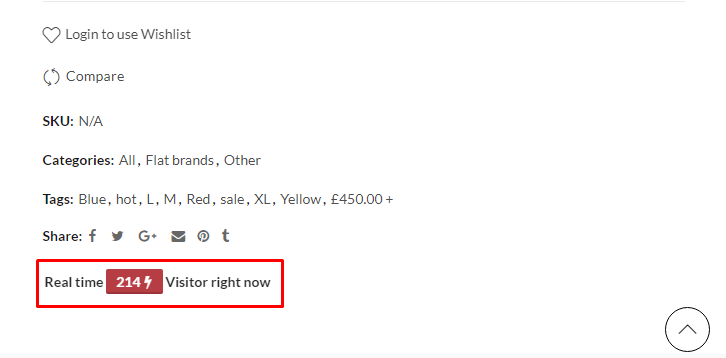 Login to use Wishlist
Compare
SKU: N/A
Categories: All, Flat brands, Other
Tags: Blue, hot, L, M, Red, sale, XL, Yellow, £450.00 +
Share:
Real time 214 Visitor right now